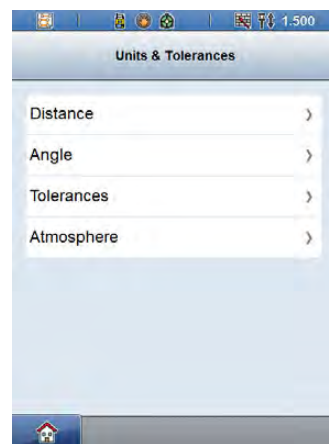 1.500
Units & Tolerances
Distance
Angle
Tolerances
Atmosphere